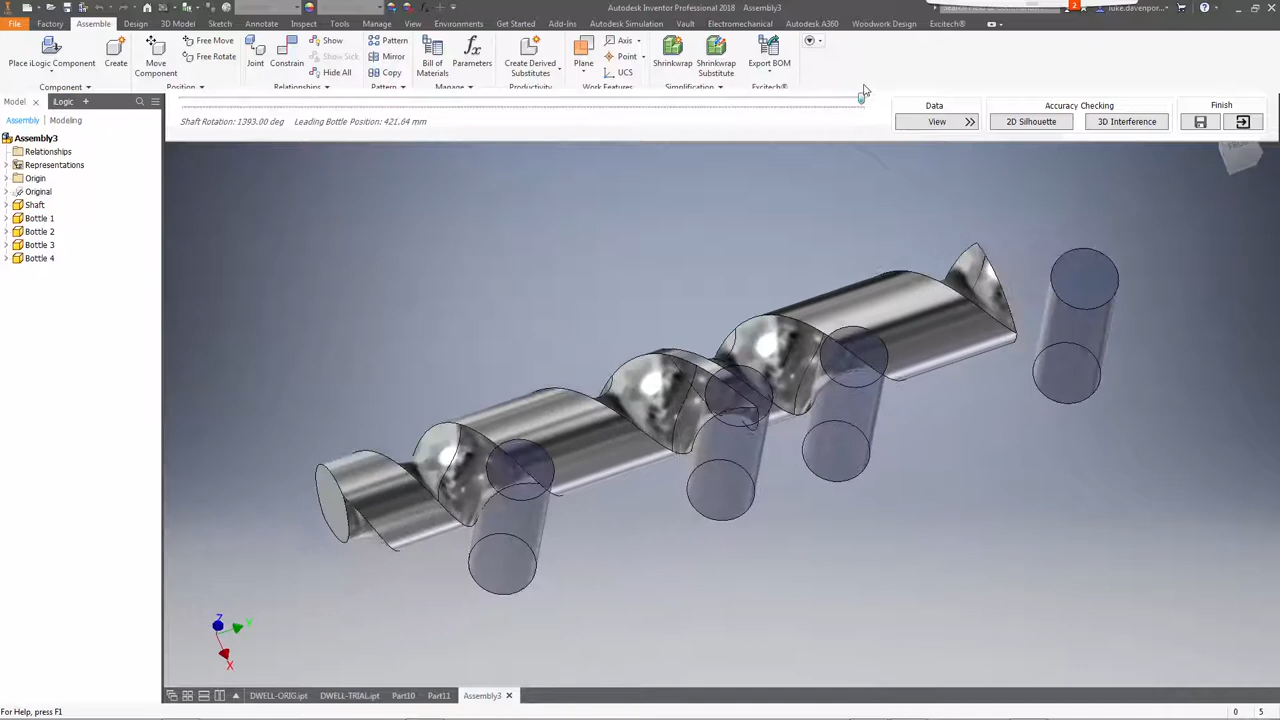 Autodesk Inventor Professional 2018 Assembly3
File Factory Assemble Design 3D Model Sketch Annotate Inspect Tools Manage View Environments Get Started Add-Ins Autodesk Simulation Vault Electromechanical Autodesk A360 Woodwork Design Excitech®
Place iLogic Component
Create
Component
Move Component
Free Move
Free Rotate
Position
Joint
Constrain
Show
Show Sick
Hide All
Relationships
Pattern
Mirror
Copy
Pattern
Bill of Materials
Parameters
Manage
Create Derived Substitutes
Productivity
Plane
Axis
Point
UCS
Work Features
Shrinkwrap
Shrinkwrap Substitute
Simplification
Export BOM
Excitech®
Model
iLogic
+
Assembly
Modeling
Assembly3
Relationships
Representations
Origin
Original
Shaft
Bottle 1
Bottle 2
Bottle 3
Bottle 4
Shaft Rotation: 1393.00 deg Leading Bottle Position: 421.64 mm
Data
View >>
Accuracy Checking
2D Silhouette
3D Interference
Finish
Z
Y
X
DWELL-ORIG.ipt DWELL-TRIAL.ipt Part10 Part11 Assembly3
For Help, press F1
0 5